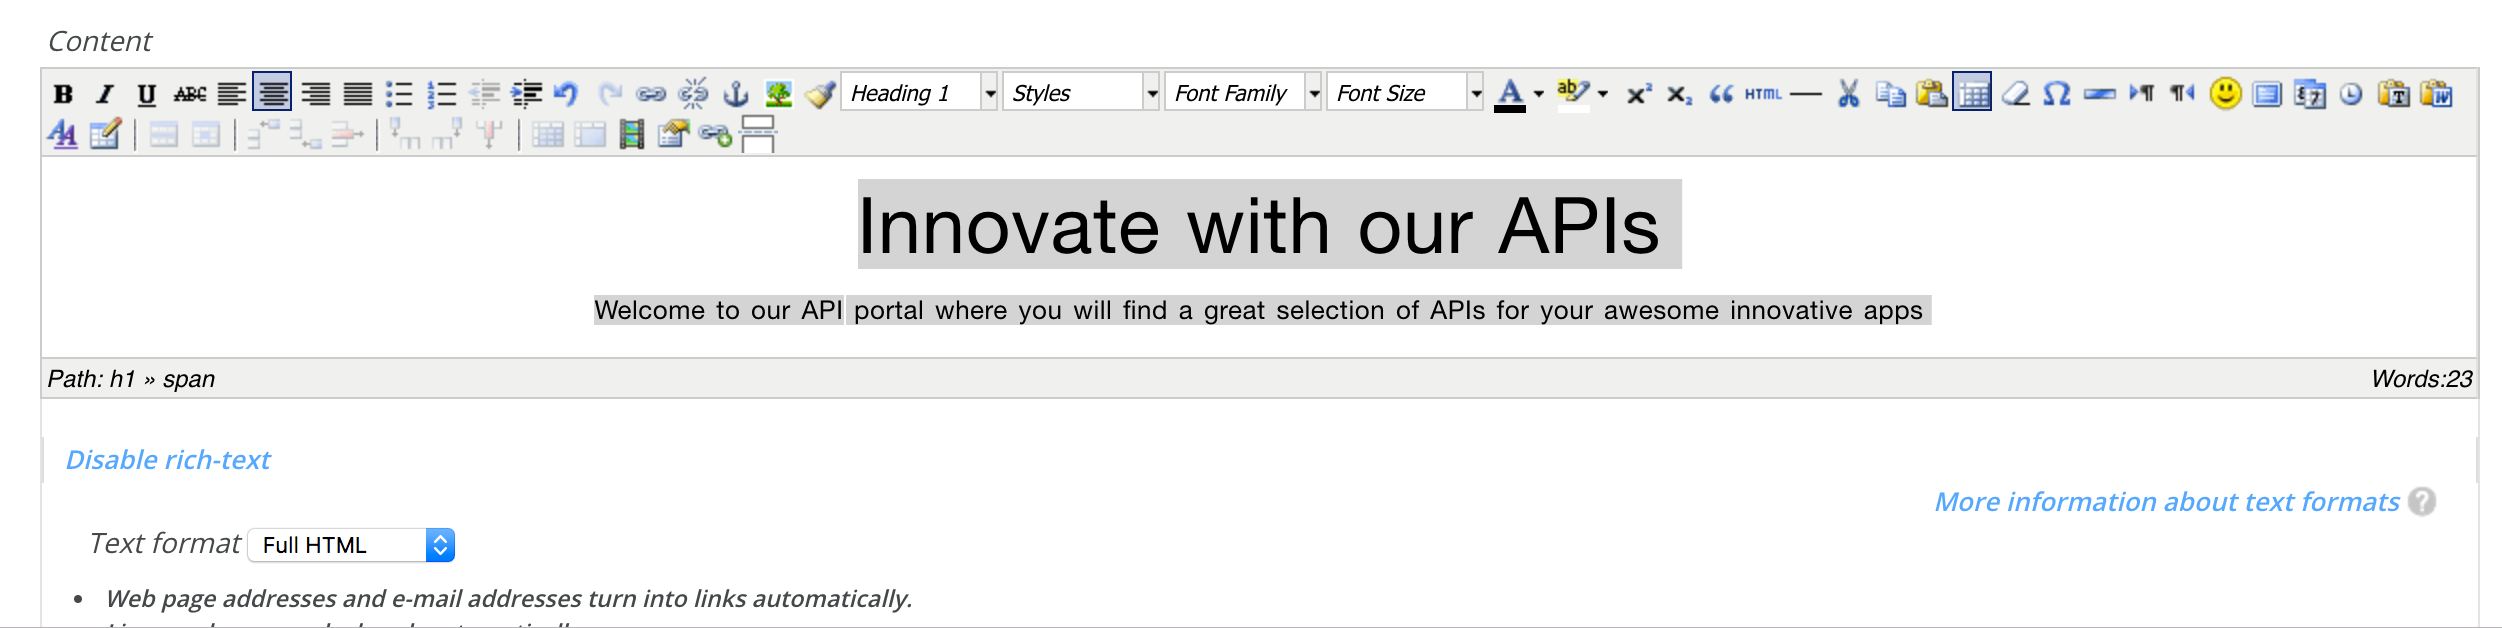 Content
B I U ABC Heading 1 Styles Font Family Font Size A ab x² x₂ HTML
Innovate with our APIs
Welcome to our API portal where you will find a great selection of APIs for your awesome innovative apps
Path: h1 » span Words:23
Disable rich-text
More information about text formats ?
Text format Full HTML
• Web page addresses and e-mail addresses turn into links automatically.